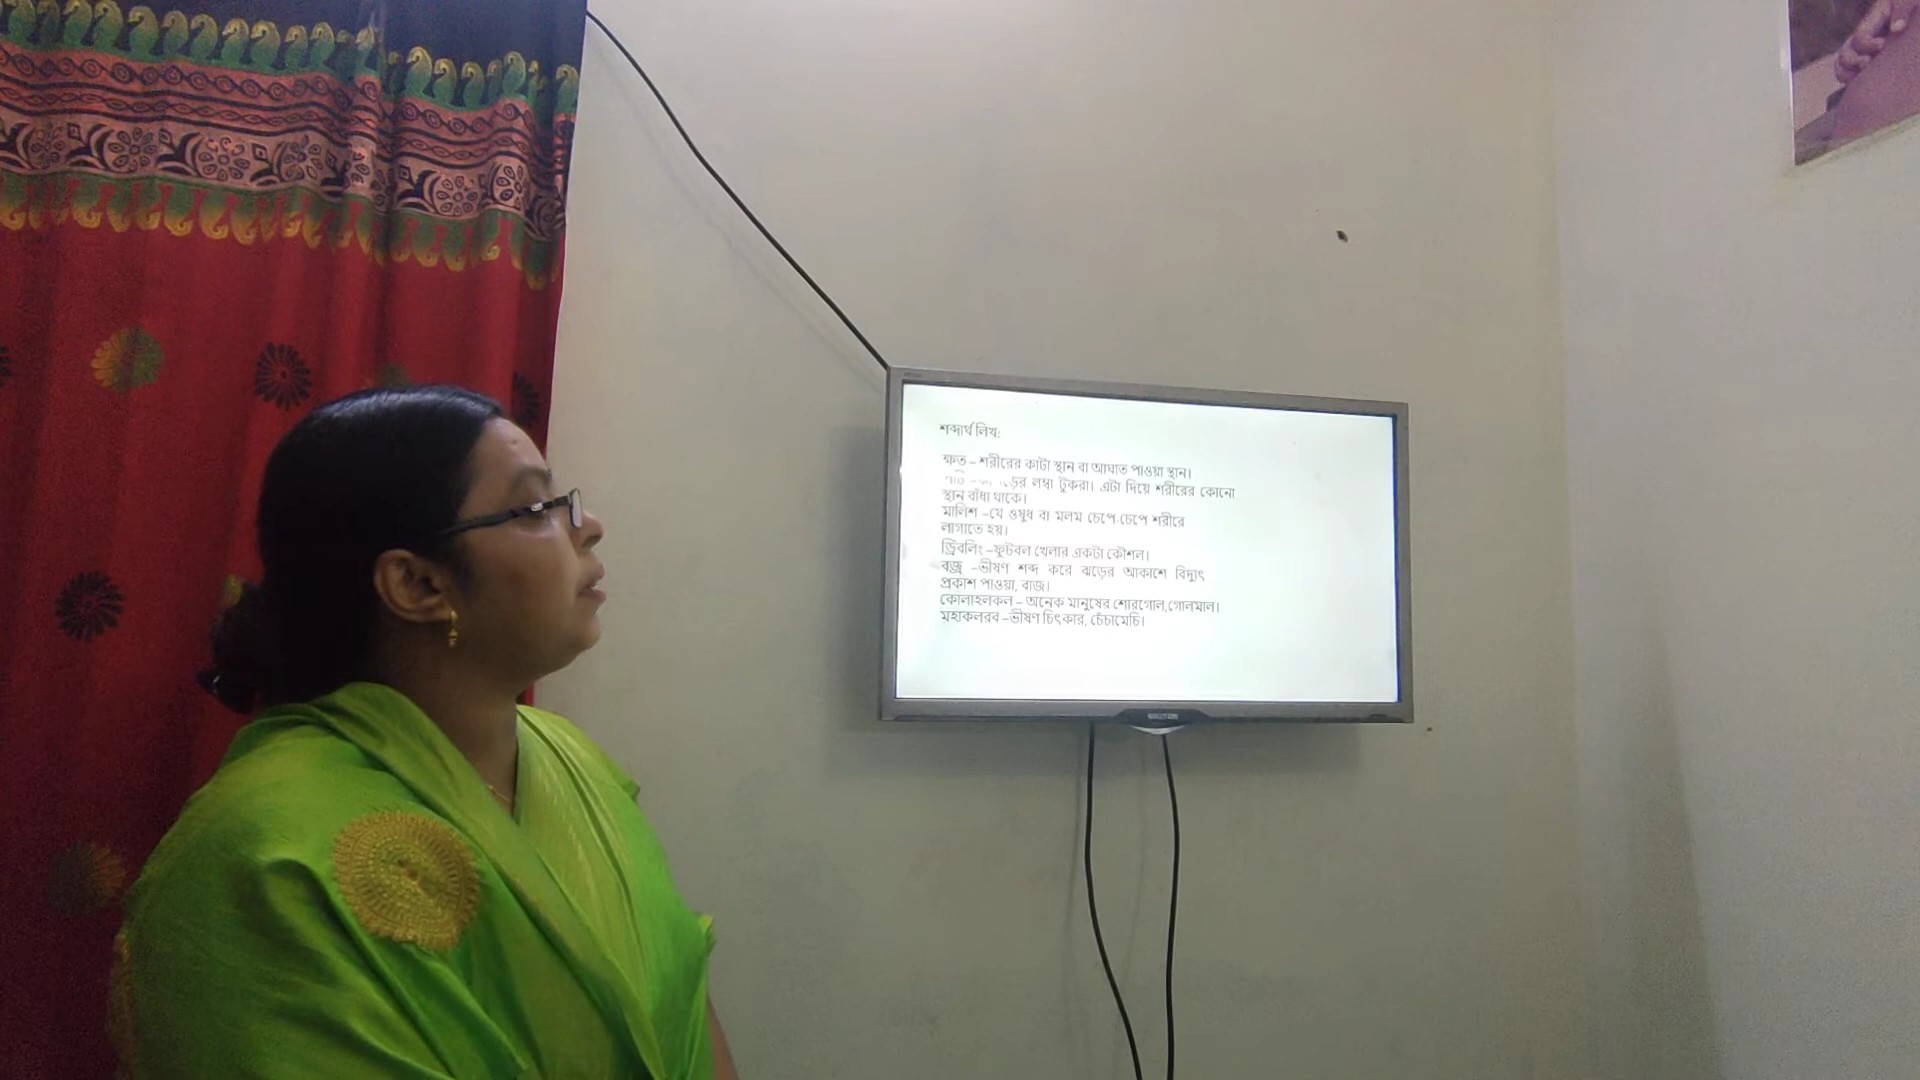 শব্দার্থ লিখ:
ক্ষত – শরীরের কাটা স্থান বা আঘাত পাওয়া স্থান।
লম্বা টুকরা। এটা দিয়ে শরীরের কোনো
স্থান বাঁধা থাকে।
মালিশ –যে ওষুধ বা মলম চেপে-চেপে শরীরে
লাগাতে হয়।
ড্রিবলিং –ফুটবল খেলার একটা কৌশল।
বজ্র –ভীষণ শব্দ করে ঝড়ের আকাশে বিদ্যুৎ
প্রকাশ পাওয়া, বাজ।
কোলাহলকল – অনেক মানুষের শোরগোল,গোলমাল।
মহাকলরব –ভীষণ চিৎকার, চেঁচামেচি।
WALTON